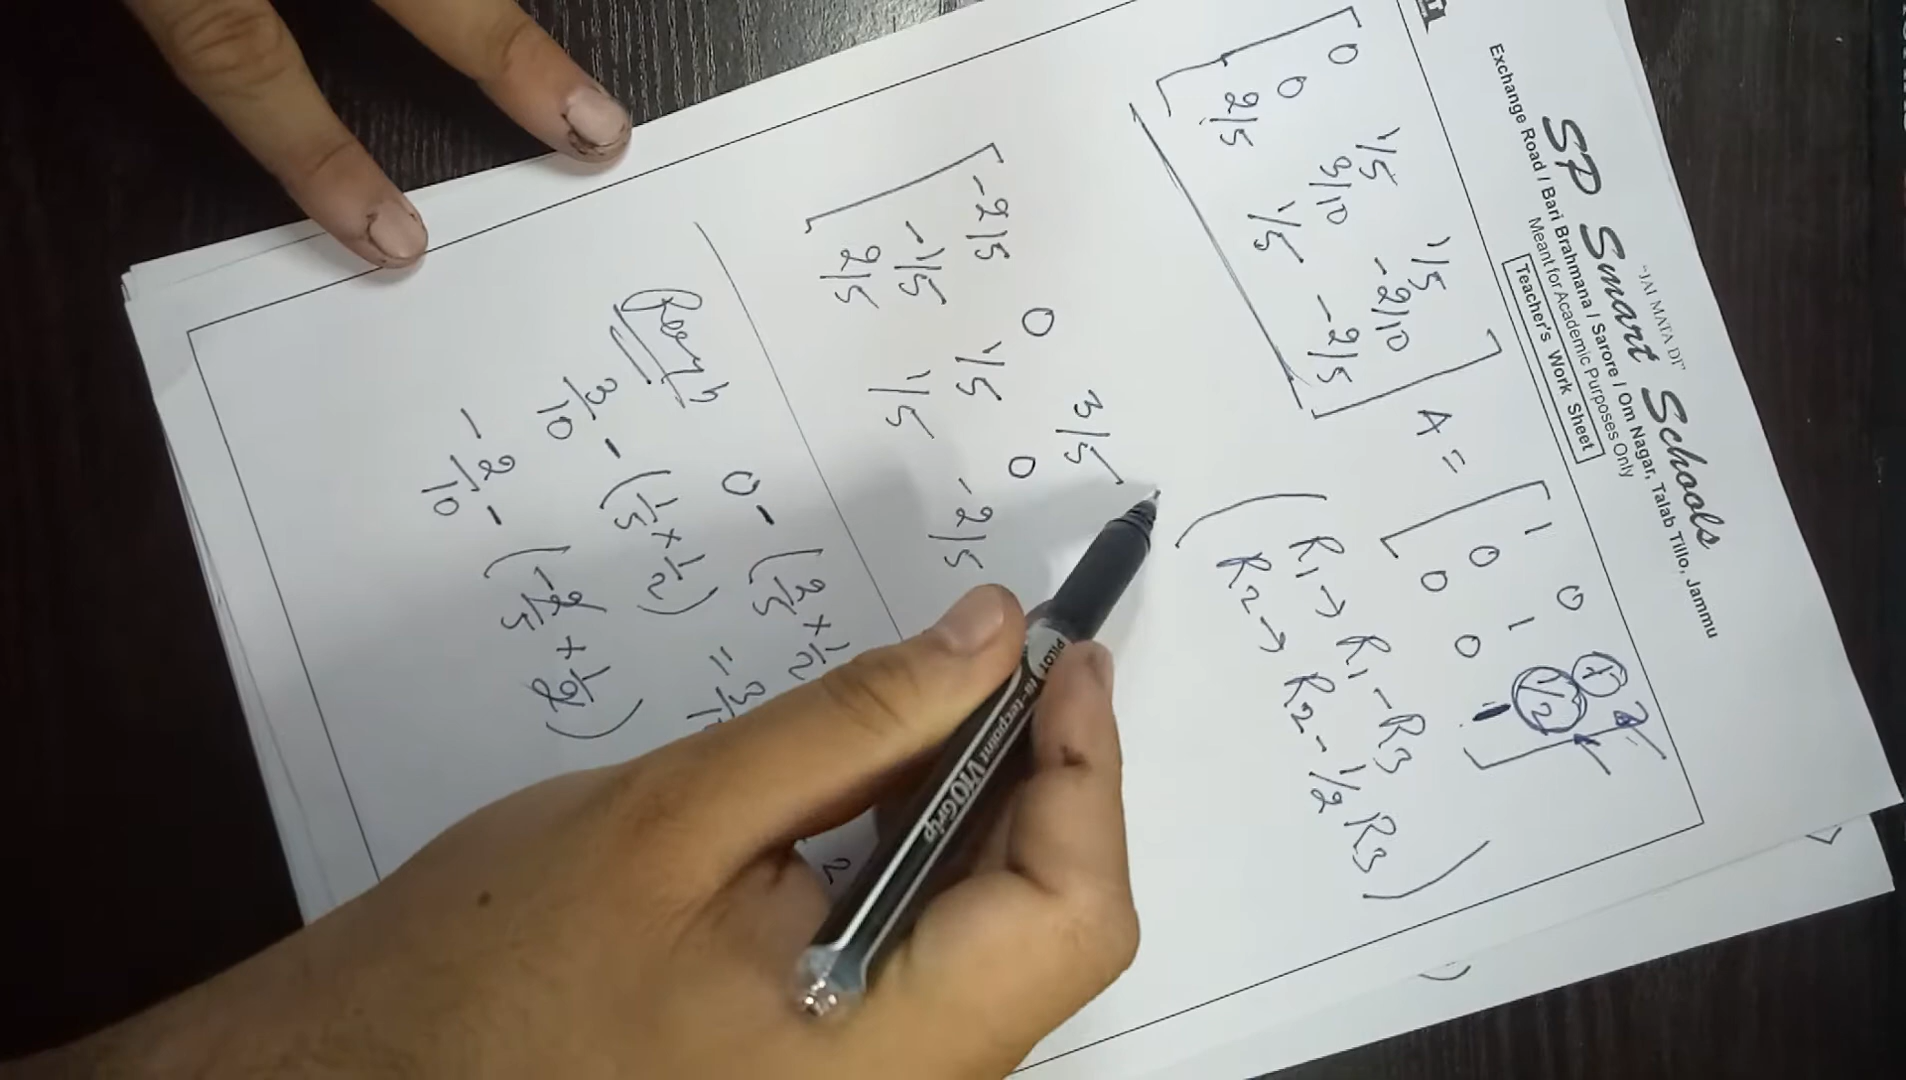 "JAI MATA DI"
SP Smart Schools
Exchange Road / Bari Brahmana / Sarore / Om Nagar, Talab Tillo, Jammu
Meant for Academic Purposes Only
Teacher's Work Sheet
0 1/5 1/5
0 3/10 -2/10
2/5 1/5 -2/5
A =
1 0
0 1 1/2
0 0 1
(R1 → R1 - R3
R2 → R2 - 1/2 R3)
-2/5 0 3/5
-1/5 1/5 0
2/5 1/5 -2/5
Rough
0 - (2/5 × 1/2
3/10 - (1/5 × 1/2) = 
-2/10 - (-2/5 × 1/2)
2